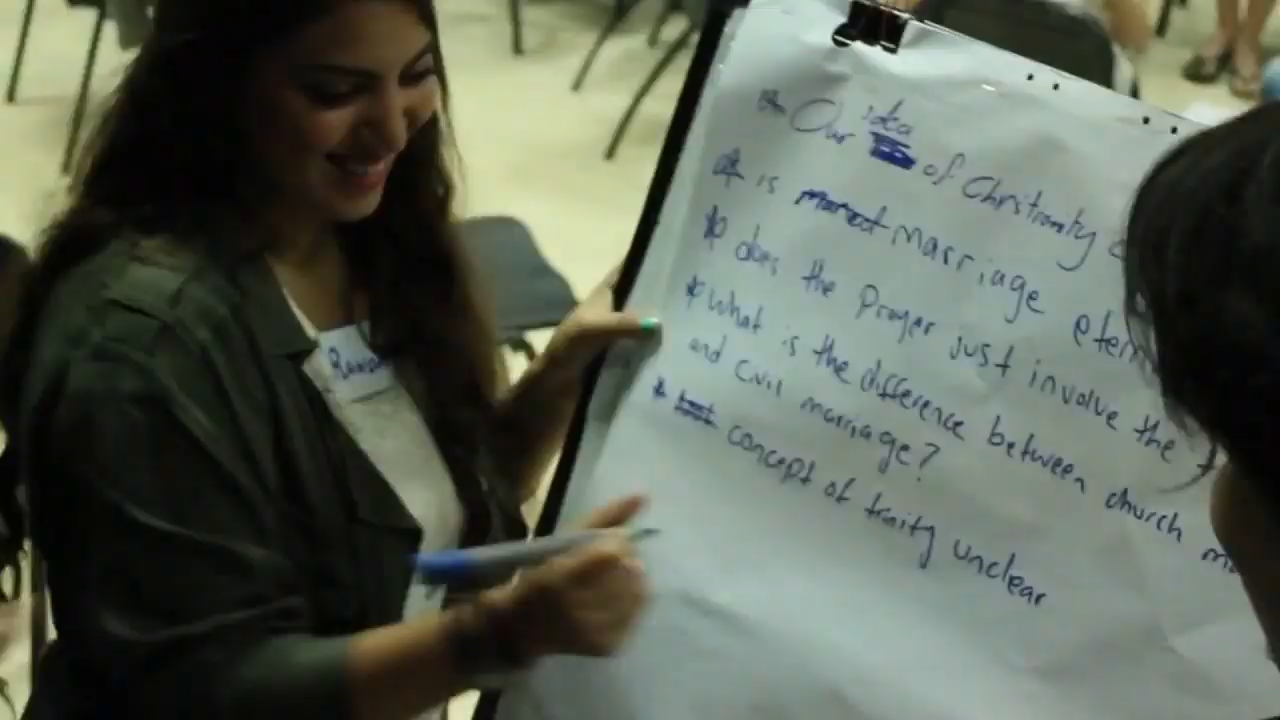 Our idea of Christianity
* is marriage
* does the Prayer just involve the
* What is the difference between church
and civil marriage?
* concept of trinity unclear